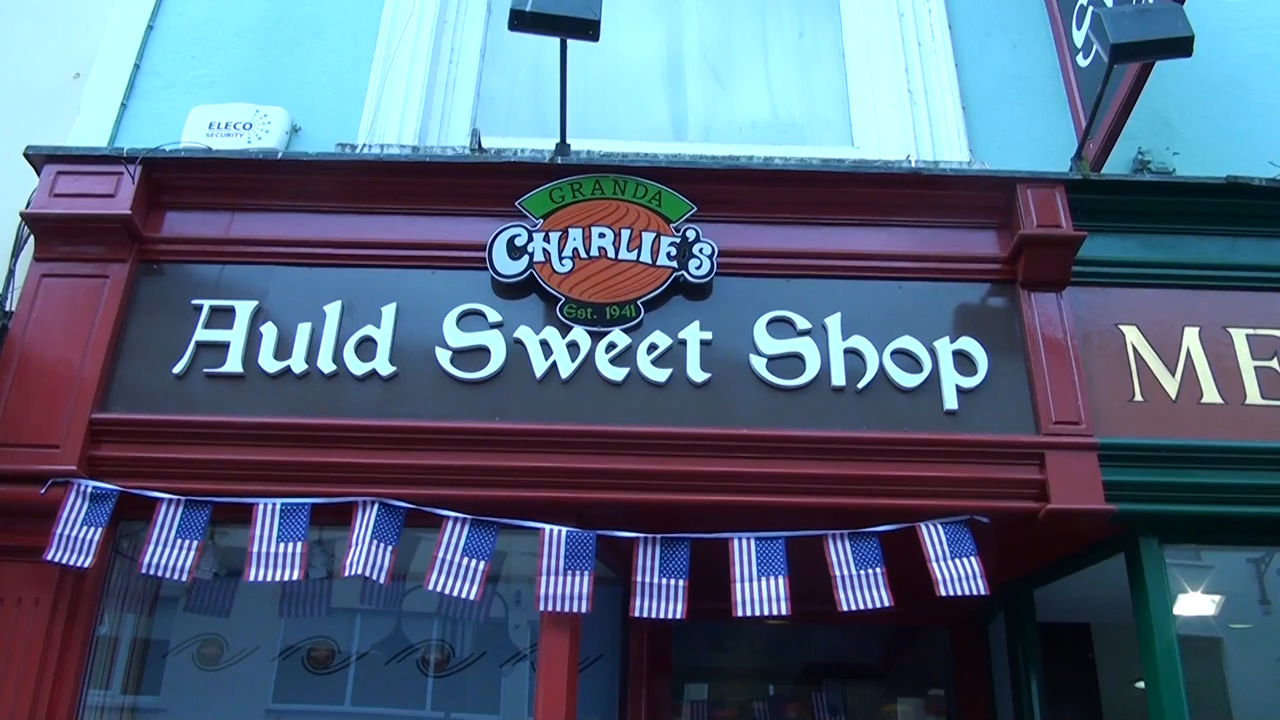 ELECO
SECURITY
GRANDA
CHARLIE'S
Est. 1941
Auld Sweet Shop
ME